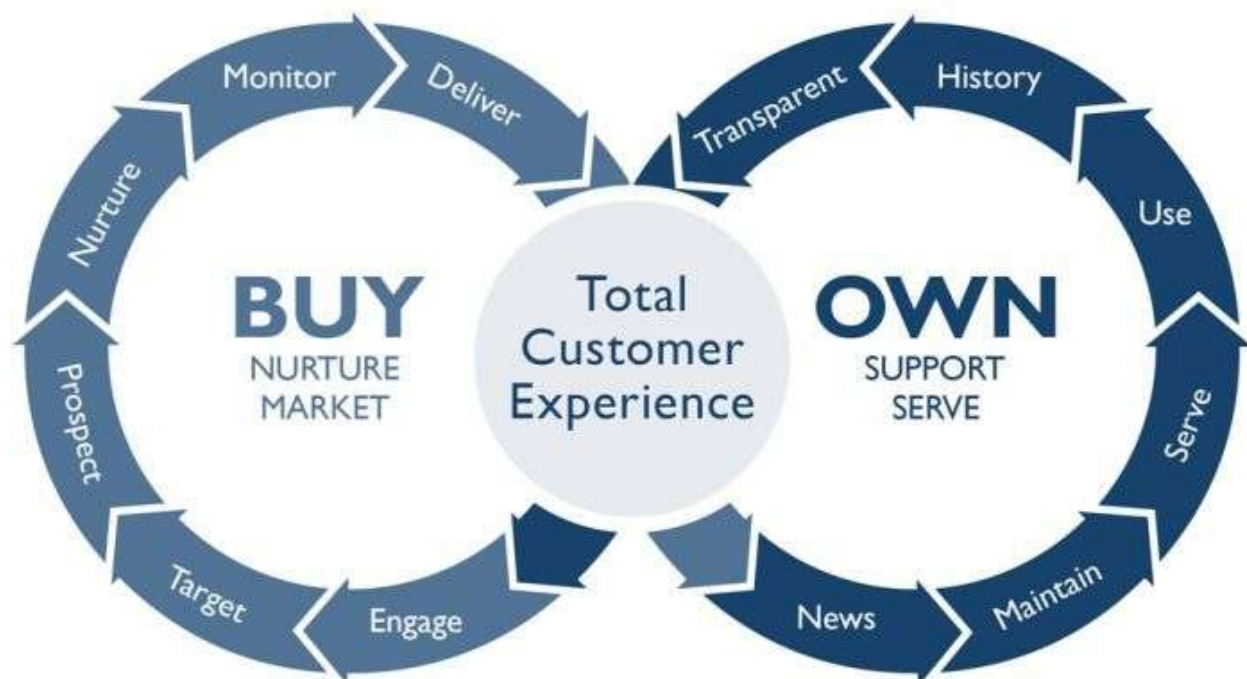 Monitor
Deliver
Nurture
Prospect
Target
Engage
BUY
NURTURE
MARKET
Total
Customer
Experience
OWN
SUPPORT
SERVE
Transparent
History
Use
Serve
Maintain
News